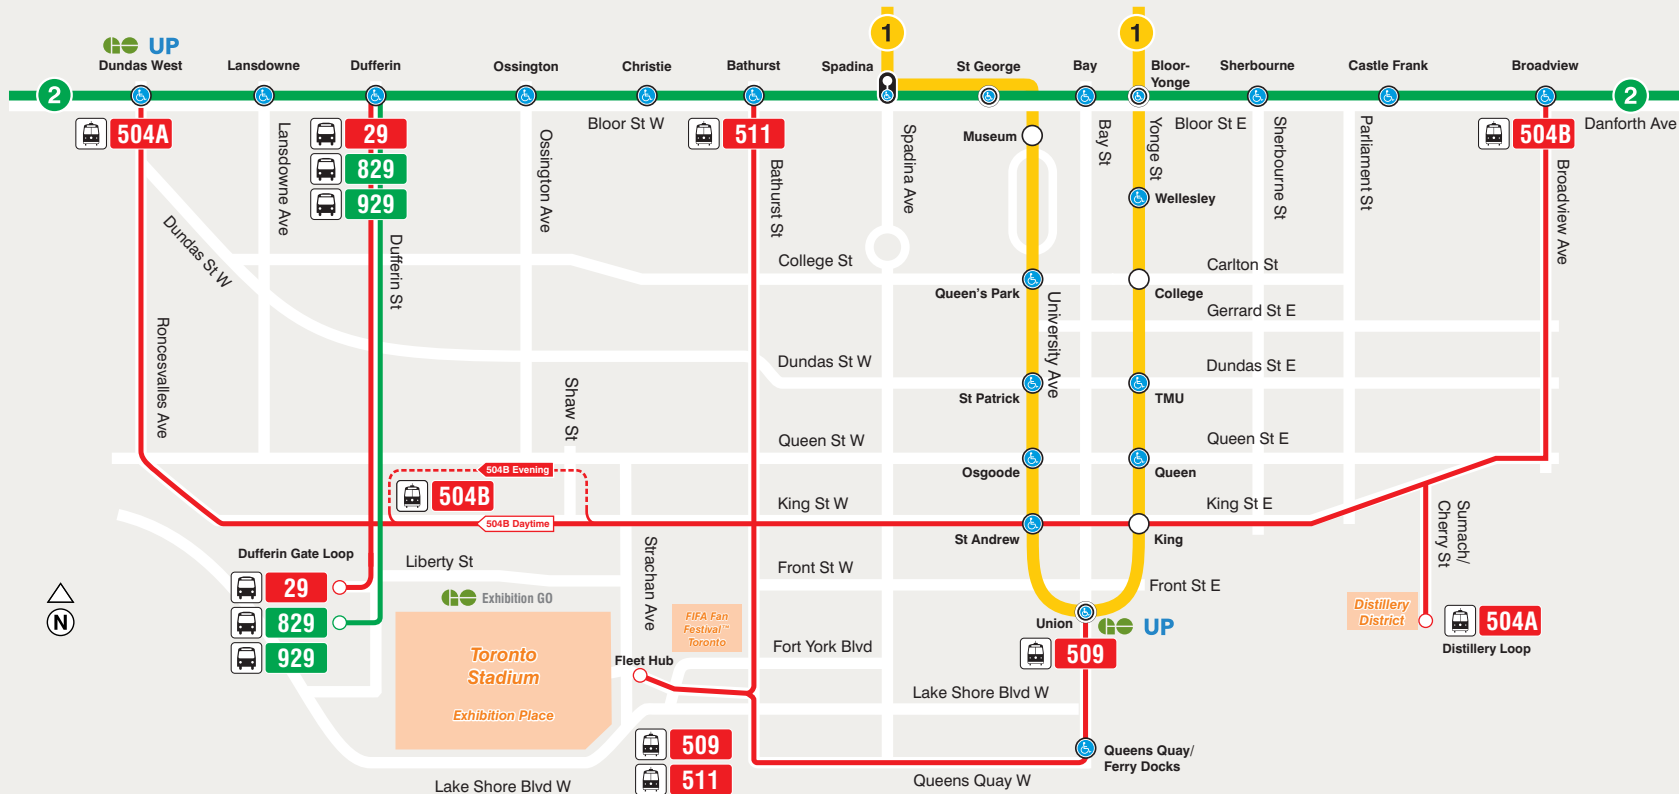 1
1
GO UP
Dundas West
Lansdowne
Dufferin
Ossington
Christie
Bathurst
Spadina
St George
Bay
Bloor-
Yonge
Sherbourne
Castle Frank
Broadview
2
2
504A
29
829
929
511
504B
Bloor St W
Bloor St E
Danforth Ave
Museum
Wellesley
Lansdowne Ave
Ossington Ave
Bathurst St
Spadina Ave
Bay St
Yonge St
Sherbourne St
Parliament St
Broadview Ave
Dundas St W
Dufferin St
College St
Carlton St
Queen's Park
College
University Ave
Gerrard St E
Roncesvalles Ave
Dundas St W
Dundas St E
St Patrick
TMU
Shaw St
Queen St W
Queen St E
Osgoode
Queen
504B Evening
504B
504B Daytime
King St W
King St E
St Andrew
King
Sumach/
Cherry St
Dufferin Gate Loop
29
829
929
Liberty St
Strachan Ave
Front St W
Front St E
GO Exhibition GO
Toronto
Stadium
Exhibition Place
FIFA Fan
Festival™
Toronto
Fleet Hub
Fort York Blvd
Union
GO UP
509
Distillery
District
504A
Distillery Loop
Lake Shore Blvd W
509
511
Queens Quay/
Ferry Docks
Lake Shore Blvd W
Queens Quay W
N